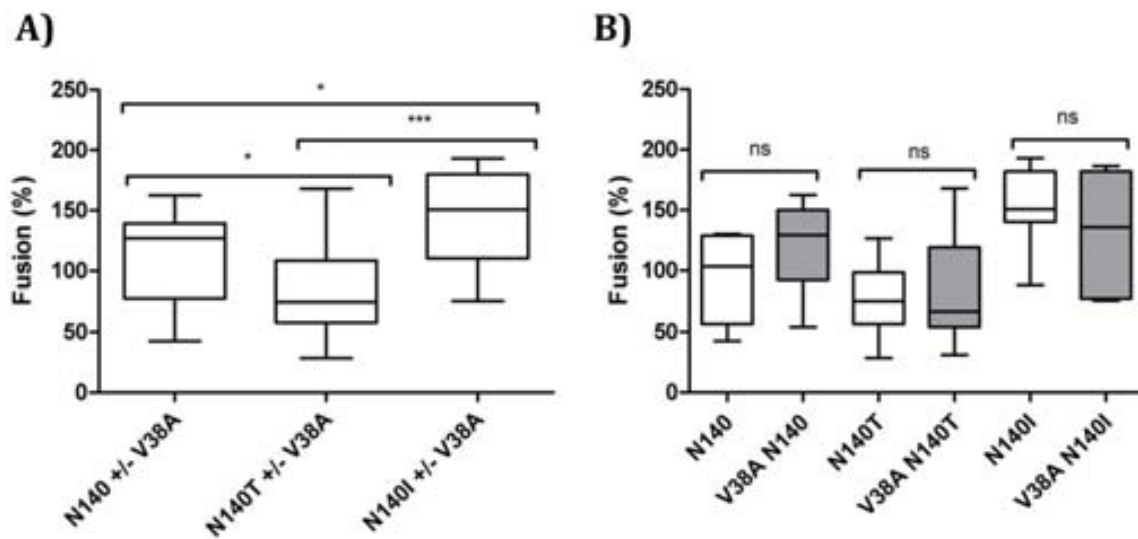 A)
Fusion (%)
250
200
150
100
50
0
*
***
*
N140 +/- V38A
N140T +/- V38A
N140I +/- V38A
B)
Fusion (%)
250
200
150
100
50
0
ns
ns
ns
N140
V38A N140
N140T
V38A N140T
N140I
V38A N140I